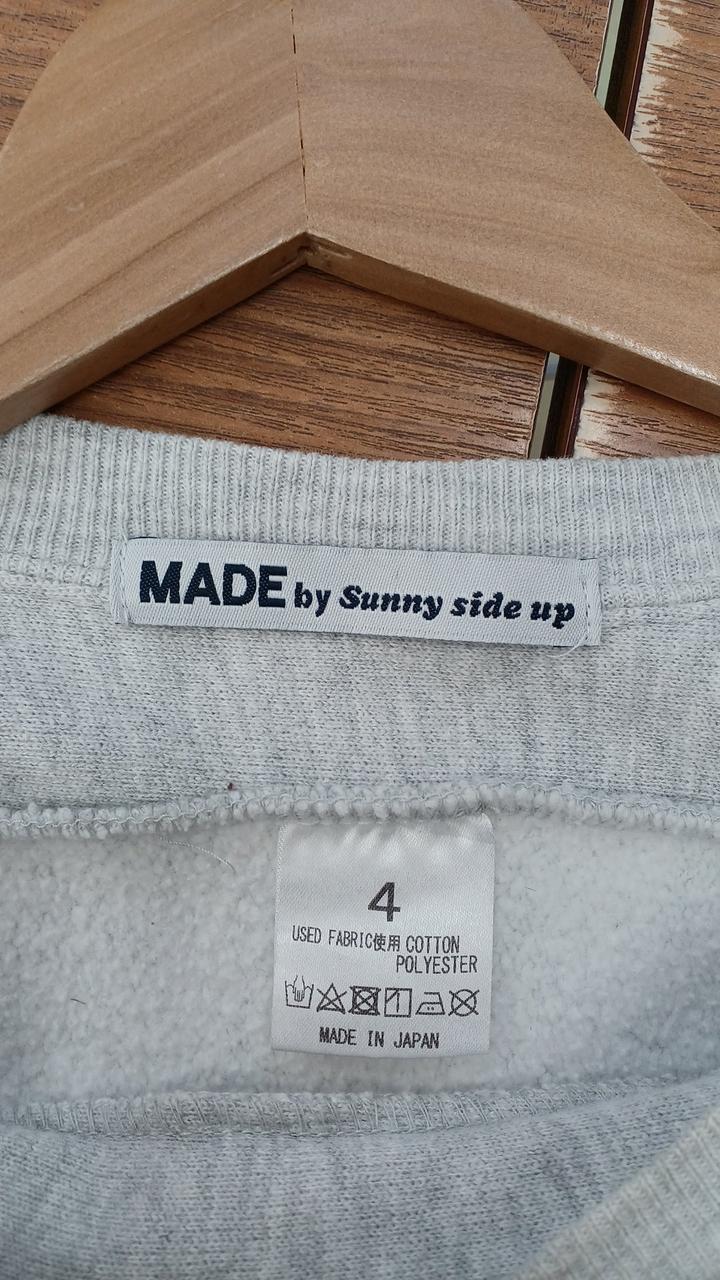 MADE by Sunny side up
4
USED FABRIC使用 COTTON
POLYESTER
MADE IN JAPAN